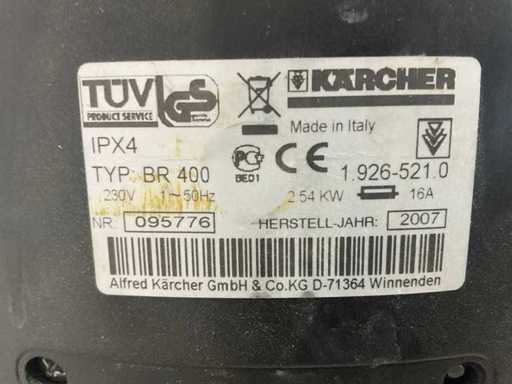 TÜV
PRODUCT SERVICE
GS
KÄRCHER
Made in Italy
IPX4
TYP. BR 400
BE01
CE
1.926-521.0
230V 1~50Hz
2.54 KW
16A
NR. 095776
HERSTELL-JAHR: 2007
Alfred Kärcher GmbH & Co.KG D-71364 Winnenden